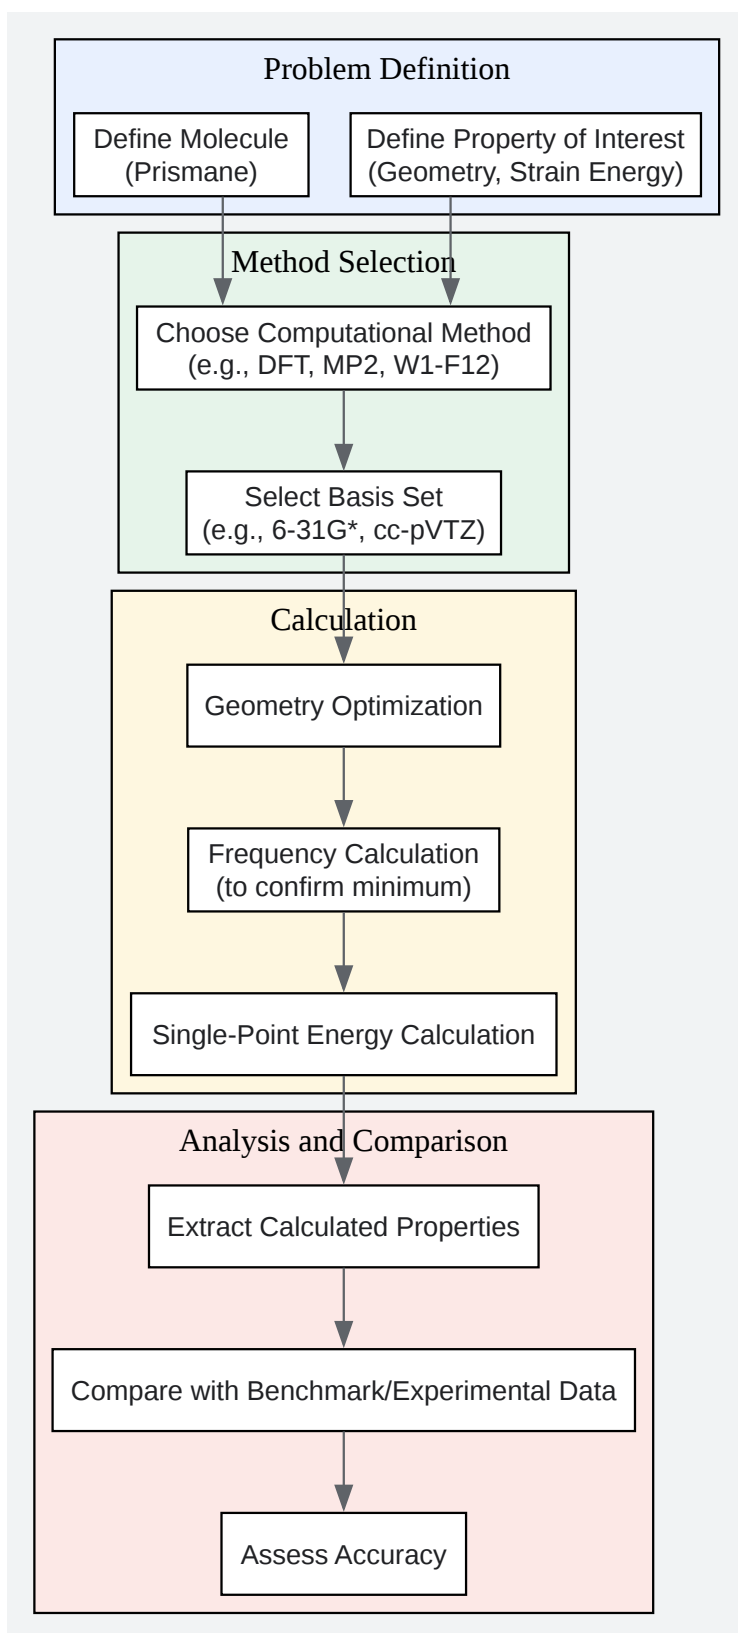 Problem Definition
Define Molecule
(Prismane)
Define Property of Interest
(Geometry, Strain Energy)
Method Selection
Choose Computational Method
(e.g., DFT, MP2, W1-F12)
Select Basis Set
(e.g., 6-31G*, cc-pVTZ)
Calculation
Geometry Optimization
Frequency Calculation
(to confirm minimum)
Single-Point Energy Calculation
Analysis and Comparison
Extract Calculated Properties
Compare with Benchmark/Experimental Data
Assess Accuracy